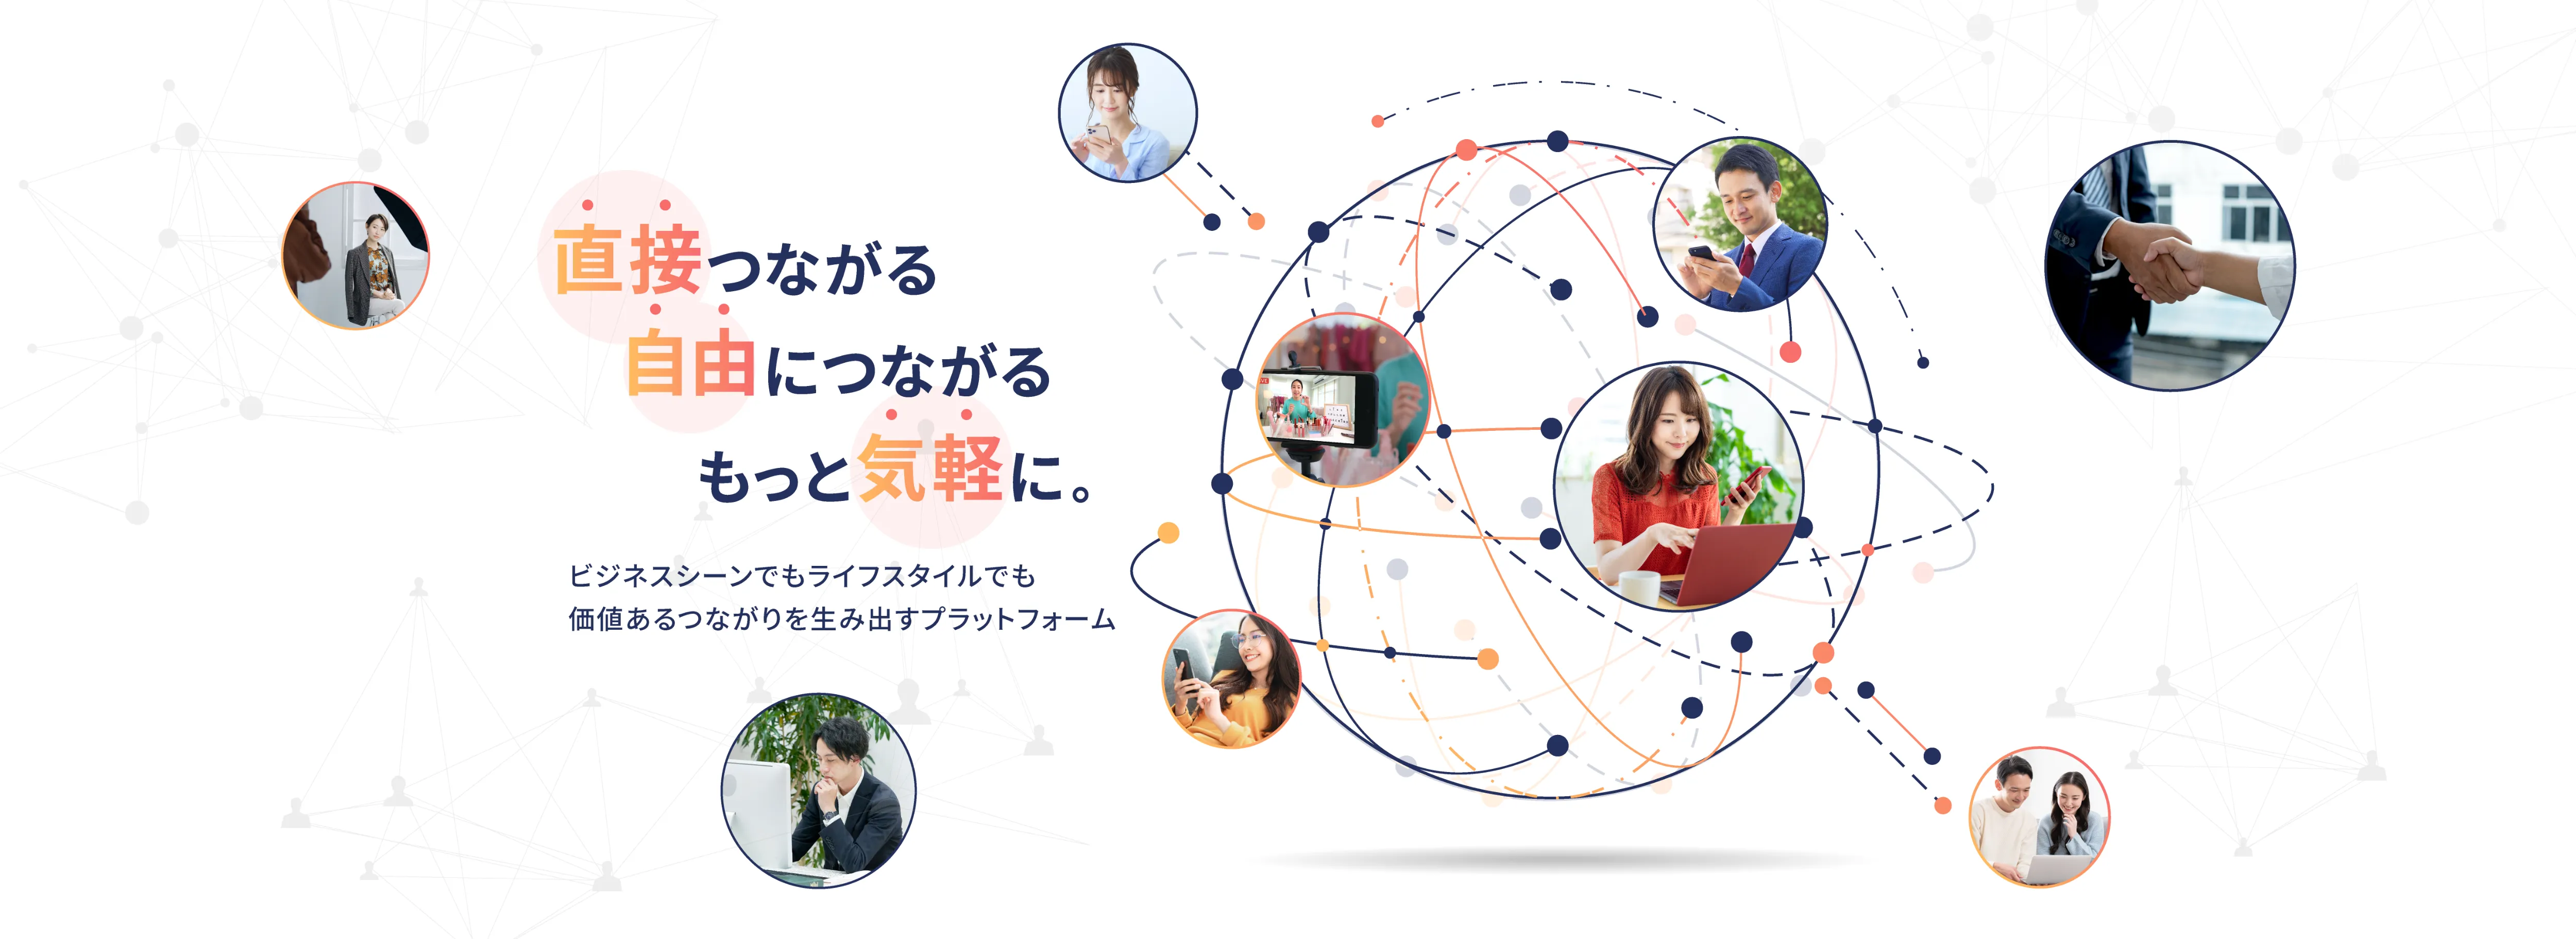 直接つながる
自由につながる
もっと気軽に。
ビジネスシーンでもライフスタイルでも
価値あるつながりを生み出すプラットフォーム